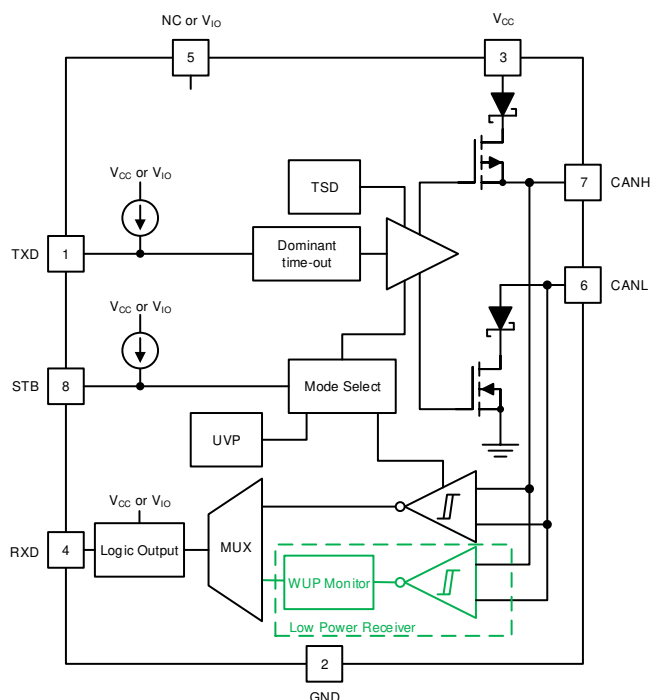 NC or VIO
VCC
5
3
VCC or VIO
TSD
7
CANH
TXD
1
Dominant
time-out
6
CANL
VCC or VIO
STB
8
Mode Select
UVP
VCC or VIO
RXD
4
Logic Output
MUX
WUP Monitor
Low Power Receiver
2
GND